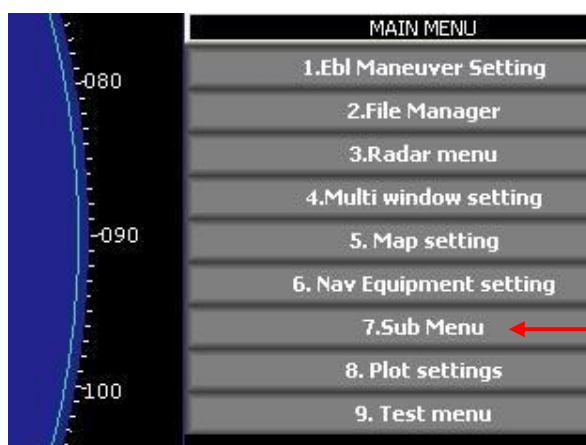 MAIN MENU
1.Ebl Maneuver Setting
080
2.File Manager
3.Radar menu
4.Multi window setting
090
5. Map setting
6. Nav Equipment setting
7.Sub Menu
8. Plot settings
100
9. Test menu